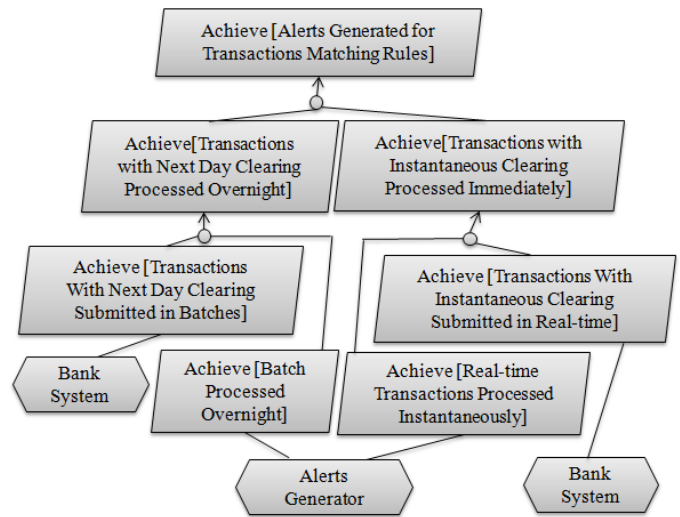 Achieve [Alerts Generated for
Transactions Matching Rules]
Achieve[Transactions
with Next Day Clearing
Processed Overnight]
Achieve[Transactions with
Instantaneous Clearing
Processed Immediately]
Achieve [Transactions
With Next Day Clearing
Submitted in Batches]
Achieve [Transactions With
Instantaneous Clearing
Submitted in Real-time]
Bank
System
Achieve [Batch
Processed
Overnight]
Achieve [Real-time
Transactions Processed
Instantaneously]
Alerts
Generator
Bank
System